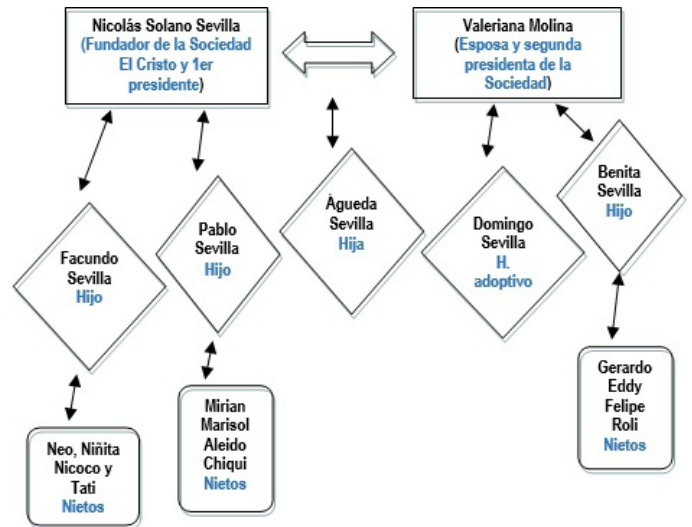 Nicolás Solano Sevilla
(Fundador de la Sociedad
El Cristo y 1er
presidente)
Valeriana Molina
(Esposa y segunda
presidenta de la
Sociedad)
Facundo
Sevilla
Hijo
Pablo
Sevilla
Hijo
Àgueda
Sevilla
Hija
Domingo
Sevilla
H.
adoptivo
Benita
Sevilla
Hijo
Neo, Niñita
Nicoco y
Tati
Nietos
Mirian
Marisol
Aleido
Chiqui
Nietos
Gerardo
Eddy
Felipe
Roli
Nietos